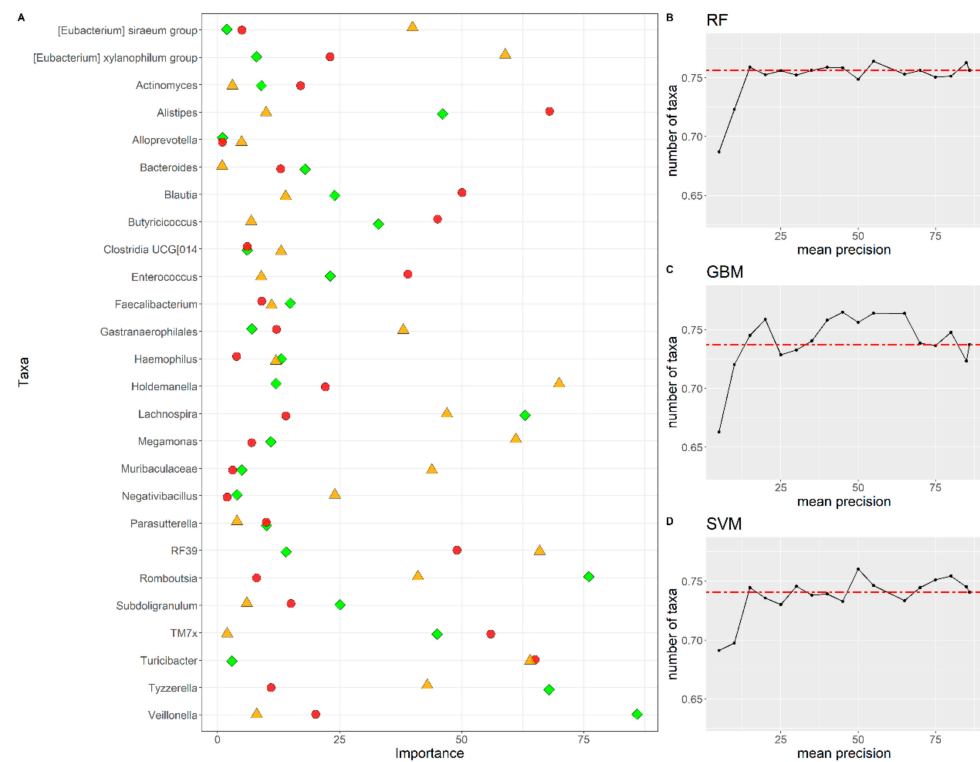 A
[Eubacterium] siraeum group
[Eubacterium] xylanophilum group
Actinomyces
Alistipes
Alloprevotella
Bacteroides
Blautia
Butyricicoccus
Clostridia UCG[014
Enterococcus
Faecalibacterium
Gastranaerophilales
Haemophilus
Holdemanella
Lachnospira
Megamonas
Muribaculaceae
Negativibacillus
Parasutterella
RF39
Romboutsia
Subdoligranulum
TM7x
Turicibacter
Tyzzerella
Veillonella
Taxa
0 25 50 75
Importance
B RF
0.75
0.70
0.65
number of taxa
25 50 75
mean precision
C GBM
0.75
0.70
0.65
number of taxa
25 50 75
mean precision
D SVM
0.75
0.70
0.65
number of taxa
25 50 75
mean precision